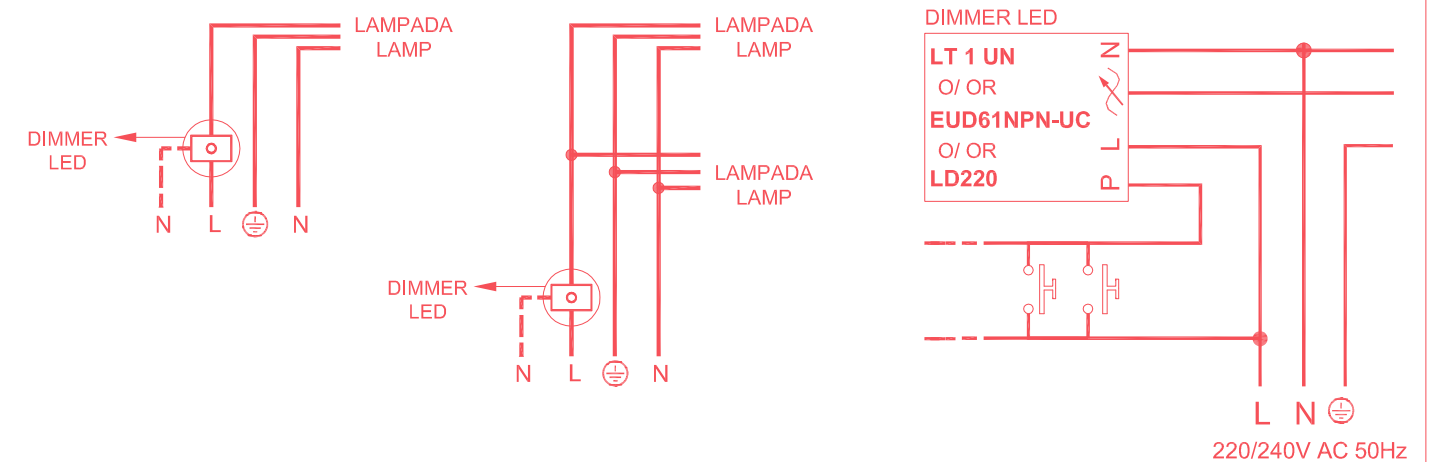 LAMPADA
LAMP
DIMMER
LED
N L N
LAMPADA
LAMP
LAMPADA
LAMP
DIMMER
LED
N L N
DIMMER LED
LT 1 UN
O/ OR
EUD61NPN-UC
O/ OR
LD220
N
L
P
L N
220/240V AC 50Hz